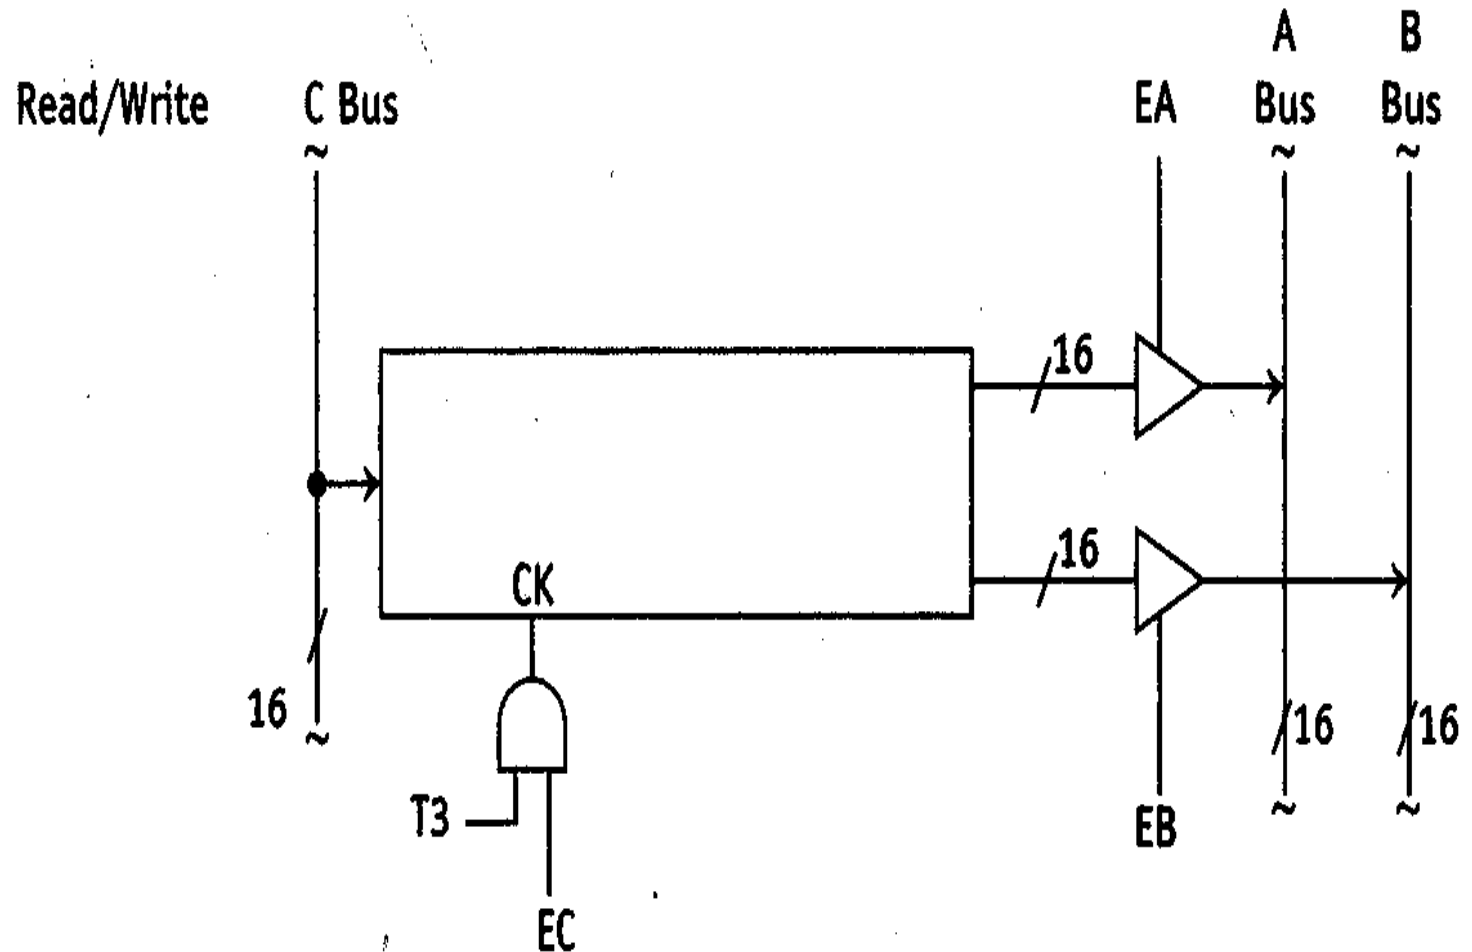 A B
Read/Write C Bus EA Bus Bus
~ ~ ~
16
16
CK
16 ~ T3 EB 16 16
~ ~
EC